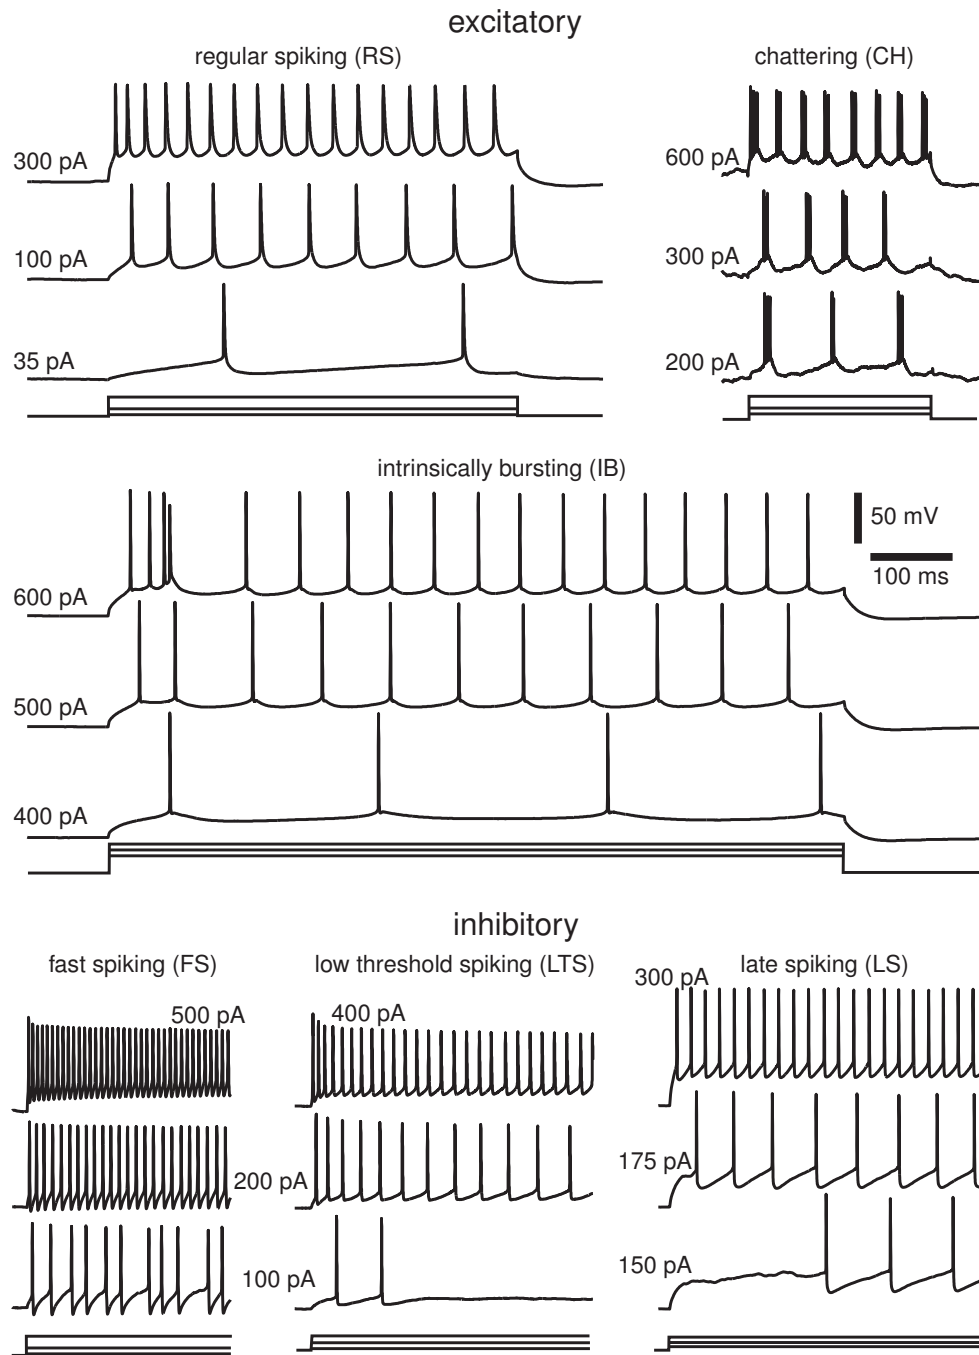 excitatory
regular spiking (RS)
chattering (CH)
300 pA
600 pA
100 pA
300 pA
35 pA
200 pA
intrinsically bursting (IB)
50 mV
100 ms
600 pA
500 pA
400 pA
inhibitory
fast spiking (FS)
low threshold spiking (LTS)
late spiking (LS)
300 pA
500 pA
400 pA
175 pA
200 pA
150 pA
100 pA